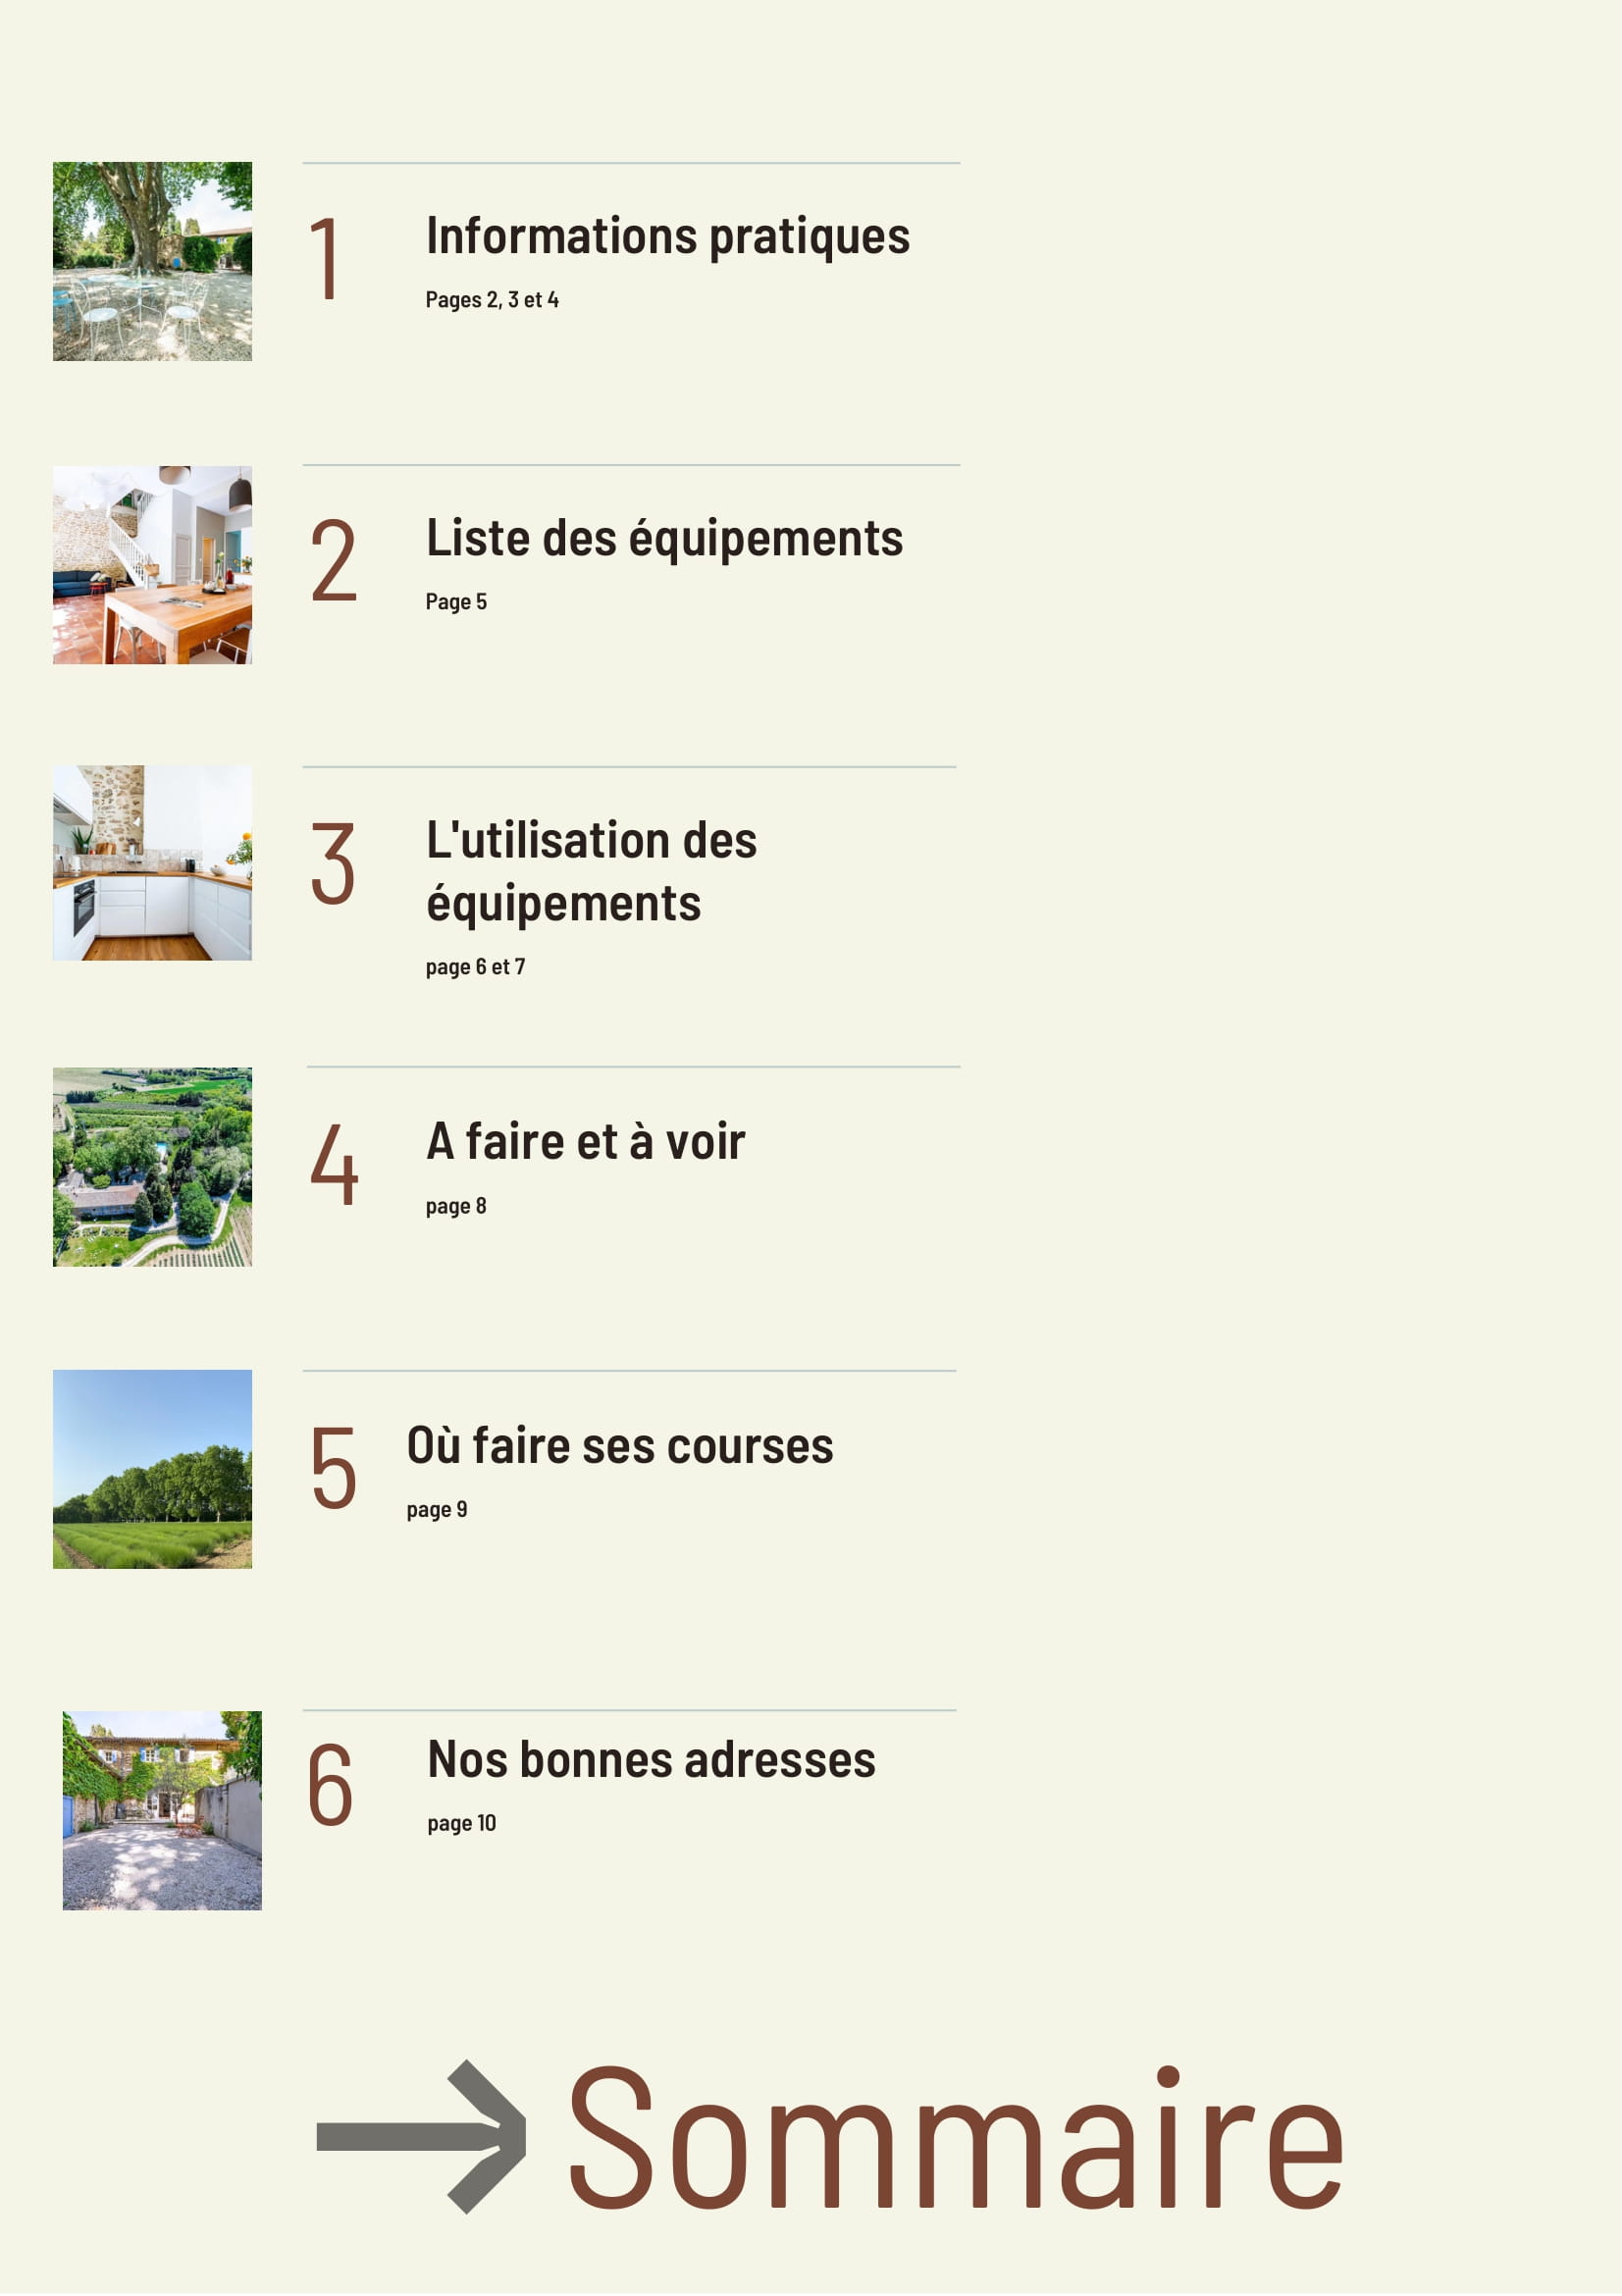 1
Informations pratiques
Pages 2, 3 et 4
2
Liste des équipements
Page 5
3
L'utilisation des
équipements
page 6 et 7
4
A faire et à voir
page 8
5
Où faire ses courses
page 9
6
Nos bonnes adresses
page 10
Sommaire